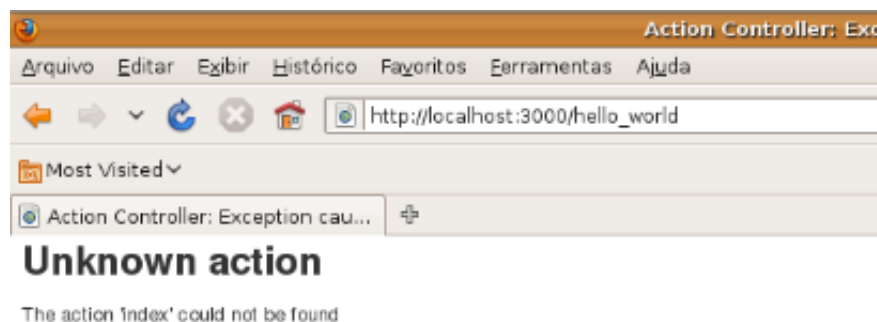 Action Controller: Exc
Arquivo Editar Exibir Histórico Favoritos Ferramentas Ajuda
http://localhost:3000/hello_world
Most Visited
Action Controller: Exception cau...
Unknown action
The action 'index' could not be found